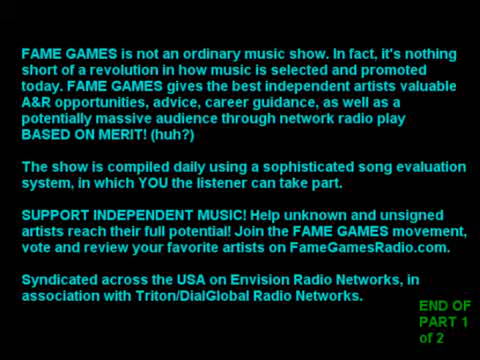 FAME GAMES is not an ordinary music show. In fact, it's nothing
short of a revolution in how music is selected and promoted
today. FAME GAMES gives the best independent artists valuable
A&R opportunities, advice, career guidance, as well as a
potentially massive audience through network radio play
BASED ON MERIT! (huh?)
The show is compiled daily using a sophisticated song evaluation
system, in which YOU the listener can take part.
SUPPORT INDEPENDENT MUSIC! Help unknown and unsigned
artists reach their full potential! Join the FAME GAMES movement,
vote and review your favorite artists on FameGamesRadio.com.
Syndicated across the USA on Envision Radio Networks, in
association with Triton/DialGlobal Radio Networks.
END OF
PART 1
of 2